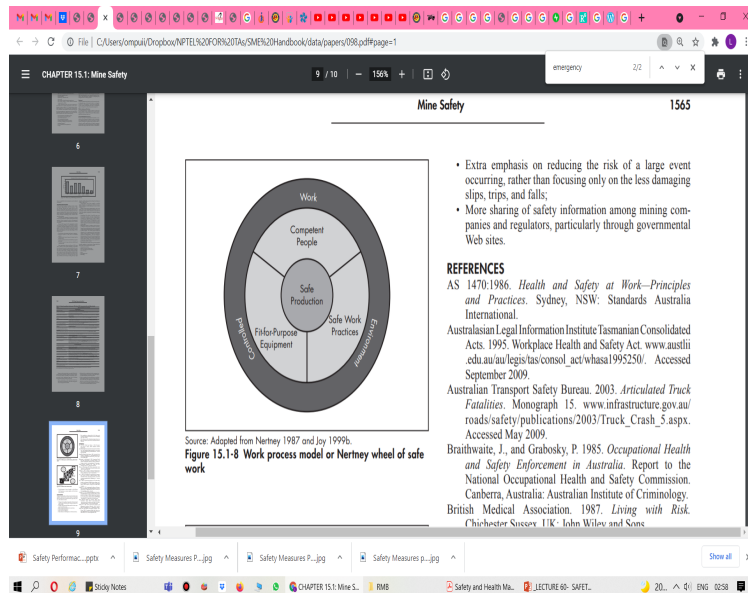 File | C:/Users/ompuii/Dropbox/NPTEL%20FOR%20TAs/SME%20Handbook/data/papers/098.pdf#page=1
emergency 2/2
CHAPTER 15.1: Mine Safety
9 / 10 | − 156% +
6
7
8
9
Mine Safety 1565
Work
Competent
People
Safe
Production
Fit-for-Purpose
Equipment
Safe Work
Practices
Controlled
Environment
Source: Adapted from Nertney 1987 and Joy 1999b.
Figure 15.1-8 Work process model or Nertney wheel of safe
work
• Extra emphasis on reducing the risk of a large event
occurring, rather than focusing only on the less damaging
slips, trips, and falls;
• More sharing of safety information among mining com-
panies and regulators, particularly through governmental
Web sites.
REFERENCES
AS 1470:1986. Health and Safety at Work—Principles
and Practices. Sydney, NSW: Standards Australia
International.
Australasian Legal Information Institute Tasmanian Consolidated
Acts. 1995. Workplace Health and Safety Act. www.austlii
.edu.au/au/legis/tas/consol_act/whasa1995250/. Accessed
September 2009.
Australian Transport Safety Bureau. 2003. Articulated Truck
Fatalities. Monograph 15. www.infrastructure.gov.au/
roads/safety/publications/2003/Truck_Crash_5.aspx.
Accessed May 2009.
Braithwaite, J., and Grabosky, P. 1985. Occupational Health
and Safety Enforcement in Australia. Report to the
National Occupational Health and Safety Commission.
Canberra, Australia: Australian Institute of Criminology.
British Medical Association. 1987. Living with Risk.
Chichester Sussex, UK: John Wiley and Sons.
Safety Performac....pptx
Safety Measures P....jpg
Safety Measures P....jpg
Safety Measures p....jpg
Show all
Sticky Notes
CHAPTER 15.1: Mine S...
RMB
Safety and Health Ma...
LECTURE 60- SAFET...
20...
ENG
02:58